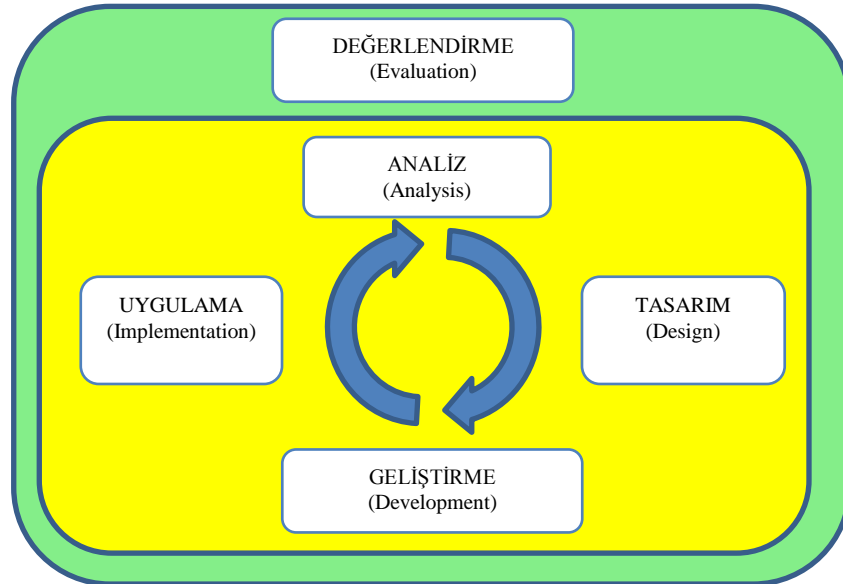 DEĞERLENDİRME
(Evaluation)
ANALİZ
(Analysis)
UYGULAMA
(Implementation)
TASARIM
(Design)
GELİŞTİRME
(Development)